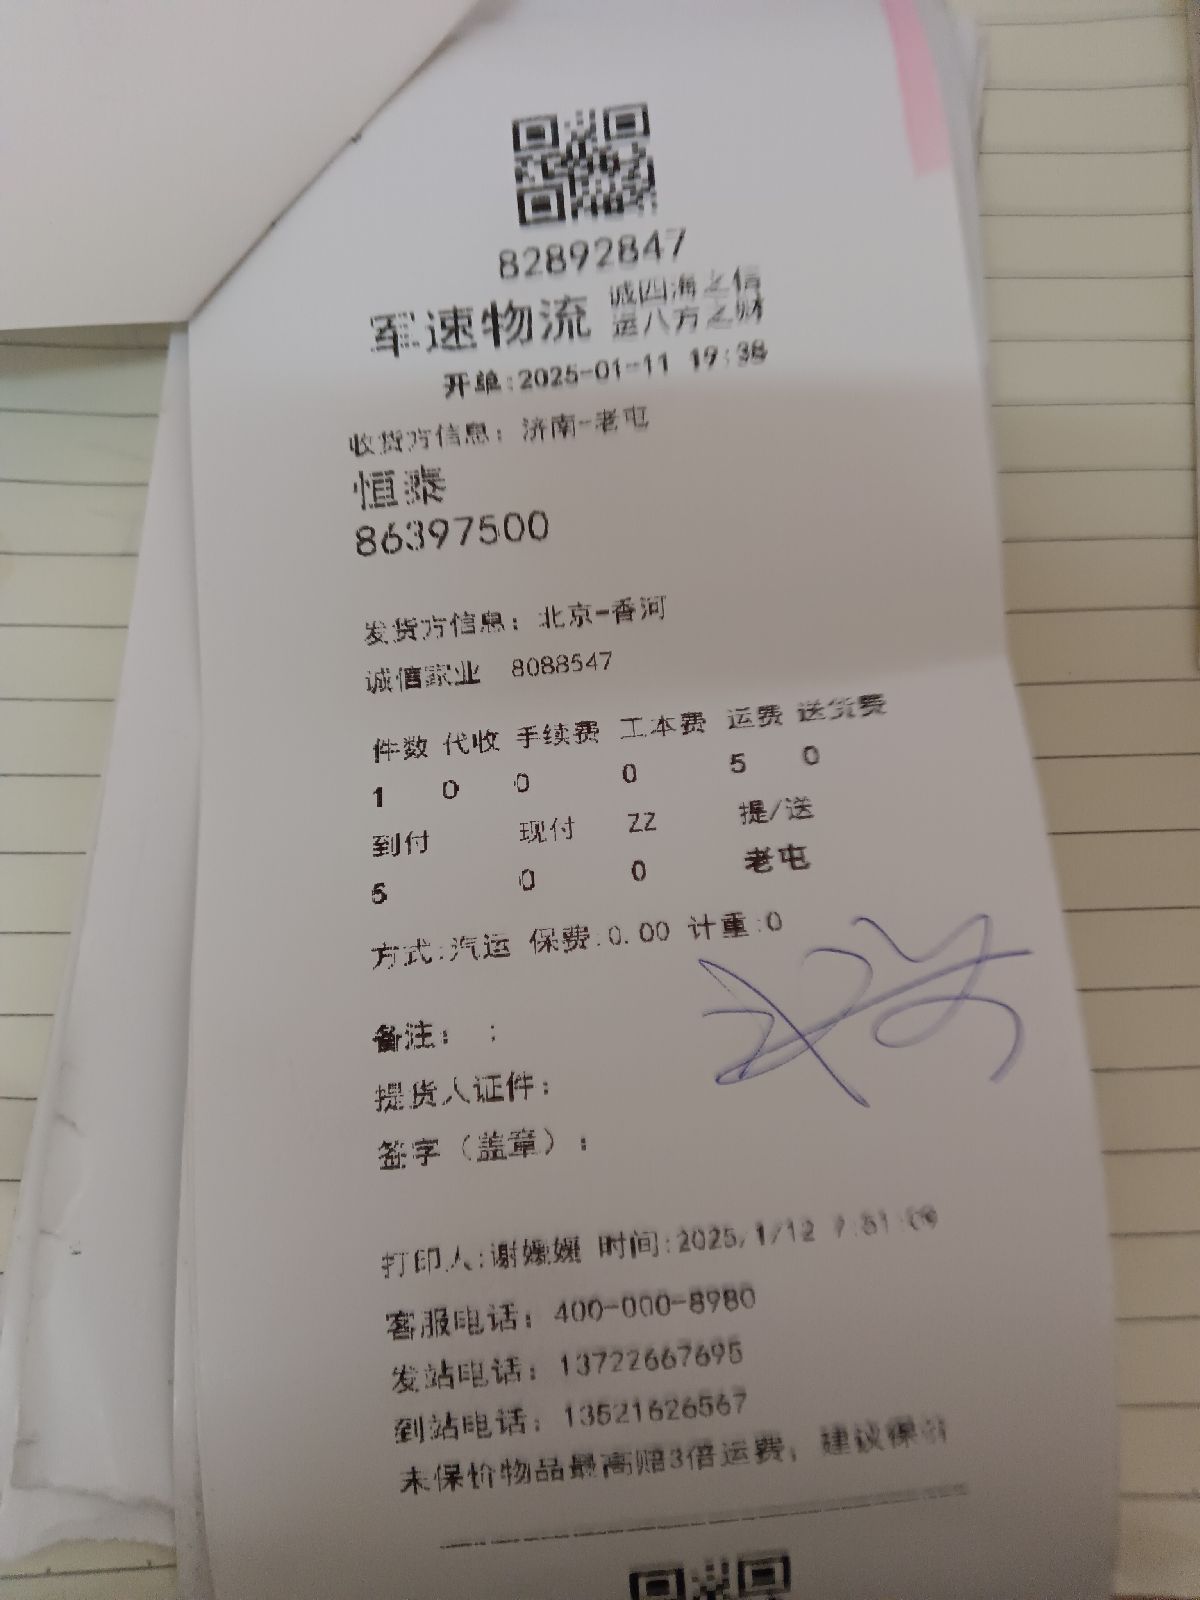 82892847
军速物流 诚四海之信
运八方之财
开单:2025-01-11 19:38
收货方信息：济南-老屯
恒泰
86397500
发货方信息：北京-香河
诚信家业 8088547
件数 代收 手续费 工本费 运费 送货费
1 0 0 0 5 0
到付 现付 ZZ 提/送
5 0 0 老屯
方式:汽运 保费:0.00 计重:0
备注： ;
提货人证件：
签字（盖章）：
打印人:谢媛媛 时间:2025/1/12
客服电话：400-000-8980
发站电话：13722667695
到站电话：13521626567
未保价物品最高赔3倍运费，建议保价